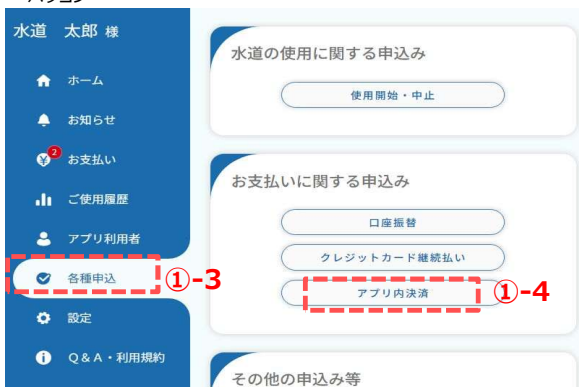 水道 太郎 様
ホーム
お知らせ
2
お支払い
ご使用履歴
アプリ利用者
各種申込
①-3
設定
Q&A・利用規約
水道の使用に関する申込み
使用開始・中止
お支払いに関する申込み
口座振替
クレジットカード継続払い
アプリ内決済
①-4
その他の申込み等